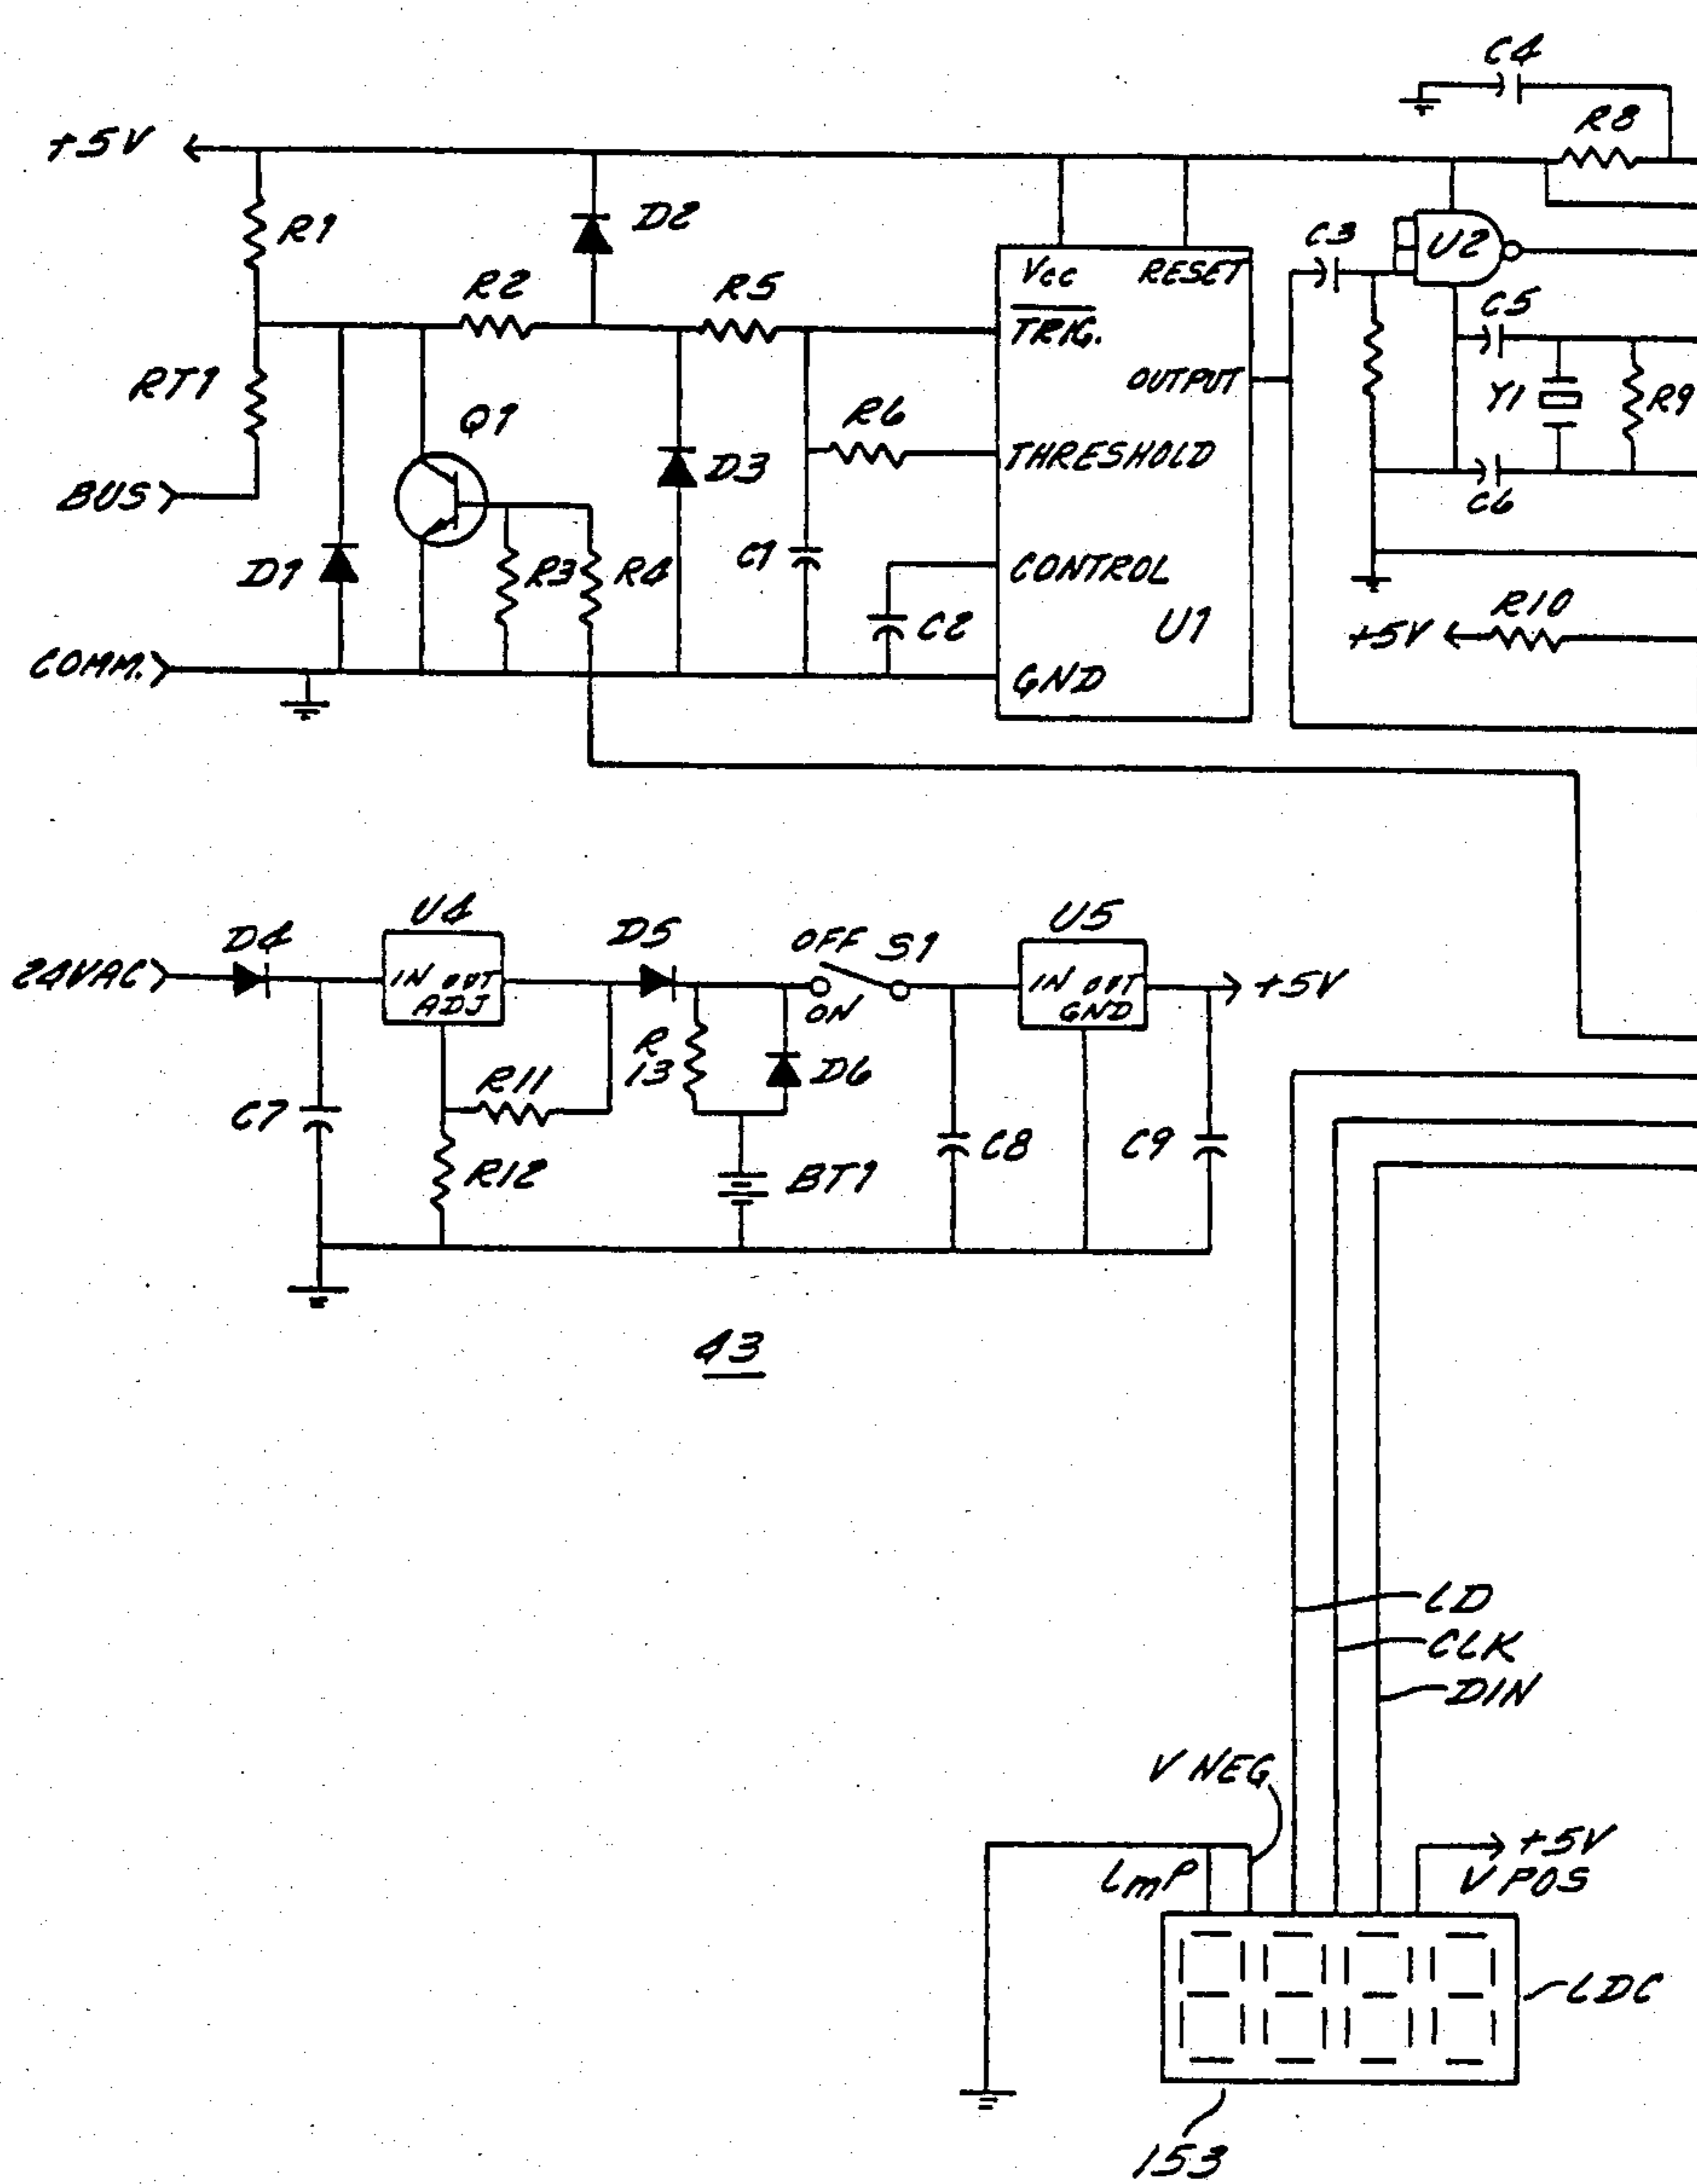 C4
R8
+5V
R1
D2
C3
U2
R2
R5
VCC RESET
TRIG.
C5
RT1
OUTPUT
Y1
R9
Q1
R6
D3
THRESHOLD
BUS
C6
D1
R3
R4
C1
CONTROL
C2
U1
+5V
R10
COMM.
GND
U4
U5
D4
D5
OFF S1
24VAC
IN OUT
ADJ
ON
IN OUT
GND
+5V
R
13
D6
R11
C7
R12
BT1
C8
C9
43
LD
CLK
DIN
V NEG
LmP
+5V
V POS
LDC
153